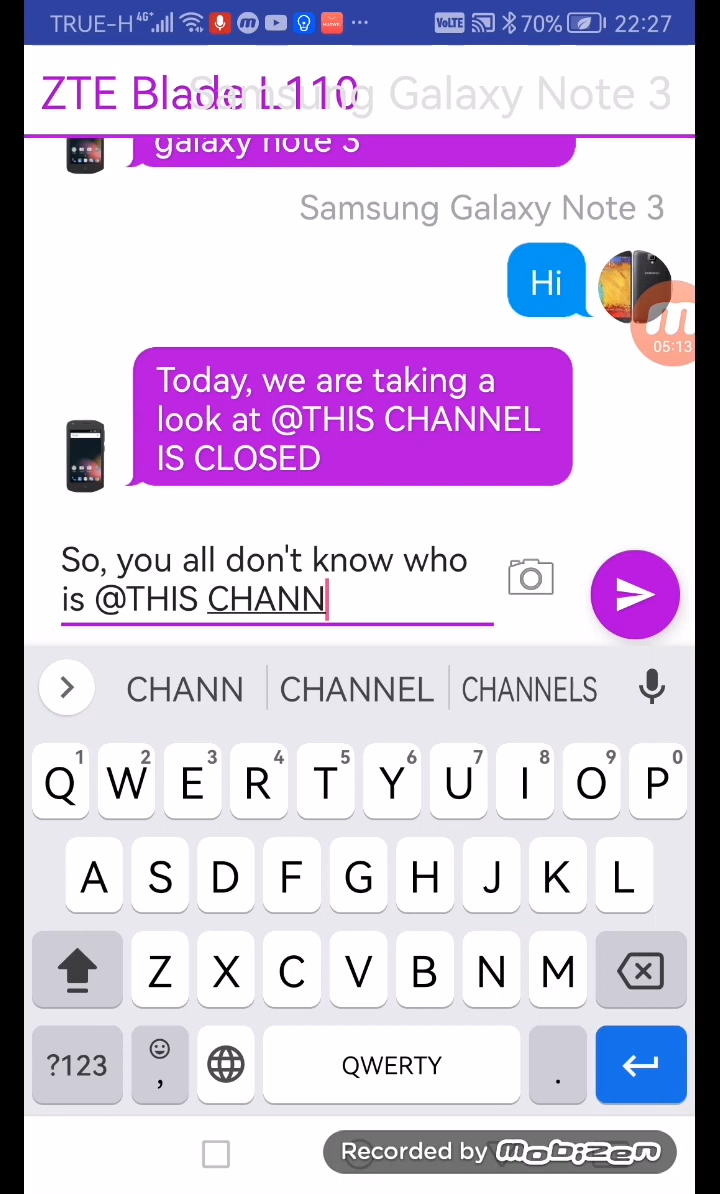 TRUE-H 4G+ VoLTE 70% 22:27
ZTE Blade L110 Samsung Galaxy Note 3
galaxy note 3
Samsung Galaxy Note 3
Hi
05:13
Today, we are taking a
look at @THIS CHANNEL
IS CLOSED
So, you all don't know who
is @THIS CHANN
CHANN CHANNEL CHANNELS
1 2 3 4 5 6 7 8 9 0
Q W E R T Y U I O P
A S D F G H J K L
Z X C V B N M
?123 , QWERTY .
Recorded by mobizen